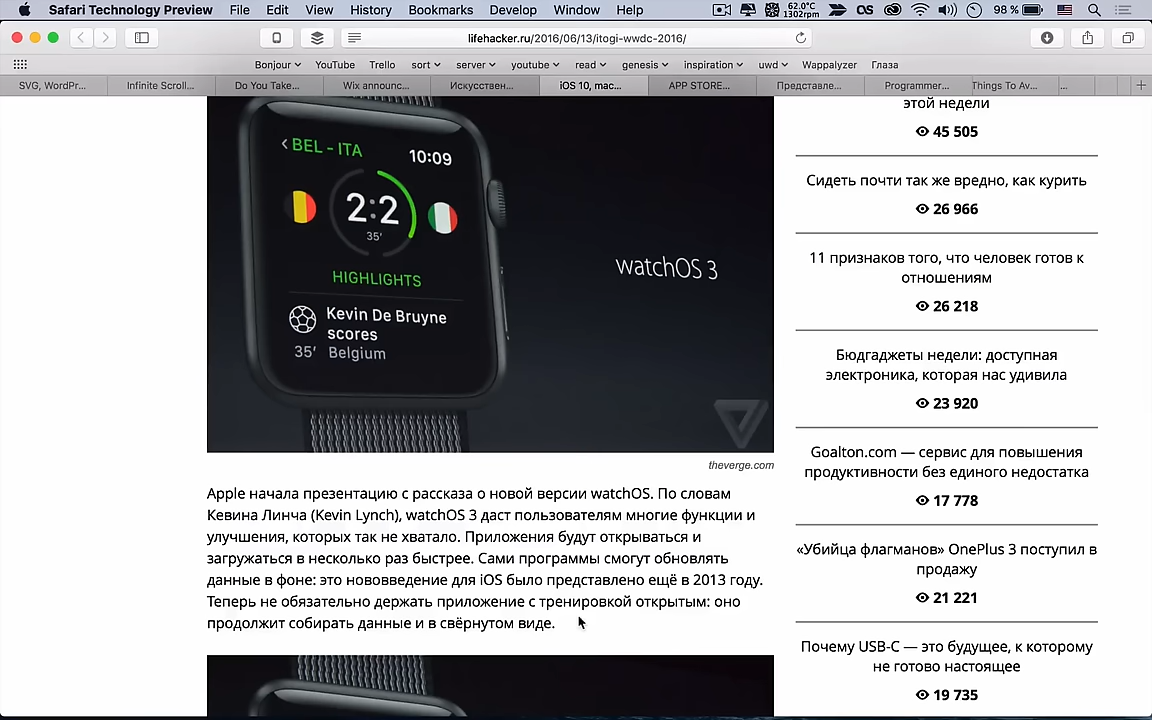 Safari Technology Preview File Edit View History Bookmarks Develop Window Help 62.0°C 1302rpm 98 %
lifehacker.ru/2016/06/13/itogi-wwdc-2016/
Bonjour YouTube Trello sort server youtube read genesis inspiration uwd Wappalyzer Глаза
SVG, WordPr... Infinite Scroll... Do You Take... Wix announc... Искусствен... iOS 10, mac... APP STORE... Представле... Programmer... Things To Av... ...
BEL - ITA 10:09
2:2
35'
HIGHLIGHTS
Kevin De Bruyne
scores
35' Belgium
watchOS 3
theverge.com
Apple начала презентацию с рассказа о новой версии watchOS. По словам
Кевина Линча (Kevin Lynch), watchOS 3 даст пользователям многие функции и
улучшения, которых так не хватало. Приложения будут открываться и
загружаться в несколько раз быстрее. Сами программы смогут обновлять
данные в фоне: это нововведение для iOS было представлено ещё в 2013 году.
Теперь не обязательно держать приложение с тренировкой открытым: оно
продолжит собирать данные и в свёрнутом виде.
этой недели
45 505
Сидеть почти так же вредно, как курить
26 966
11 признаков того, что человек готов к
отношениям
26 218
Бюдгаджеты недели: доступная
электроника, которая нас удивила
23 920
Goalton.com — сервис для повышения
продуктивности без единого недостатка
17 778
«Убийца флагманов» OnePlus 3 поступил в
продажу
21 221
Почему USB-C — это будущее, к которому
не готово настоящее
19 735